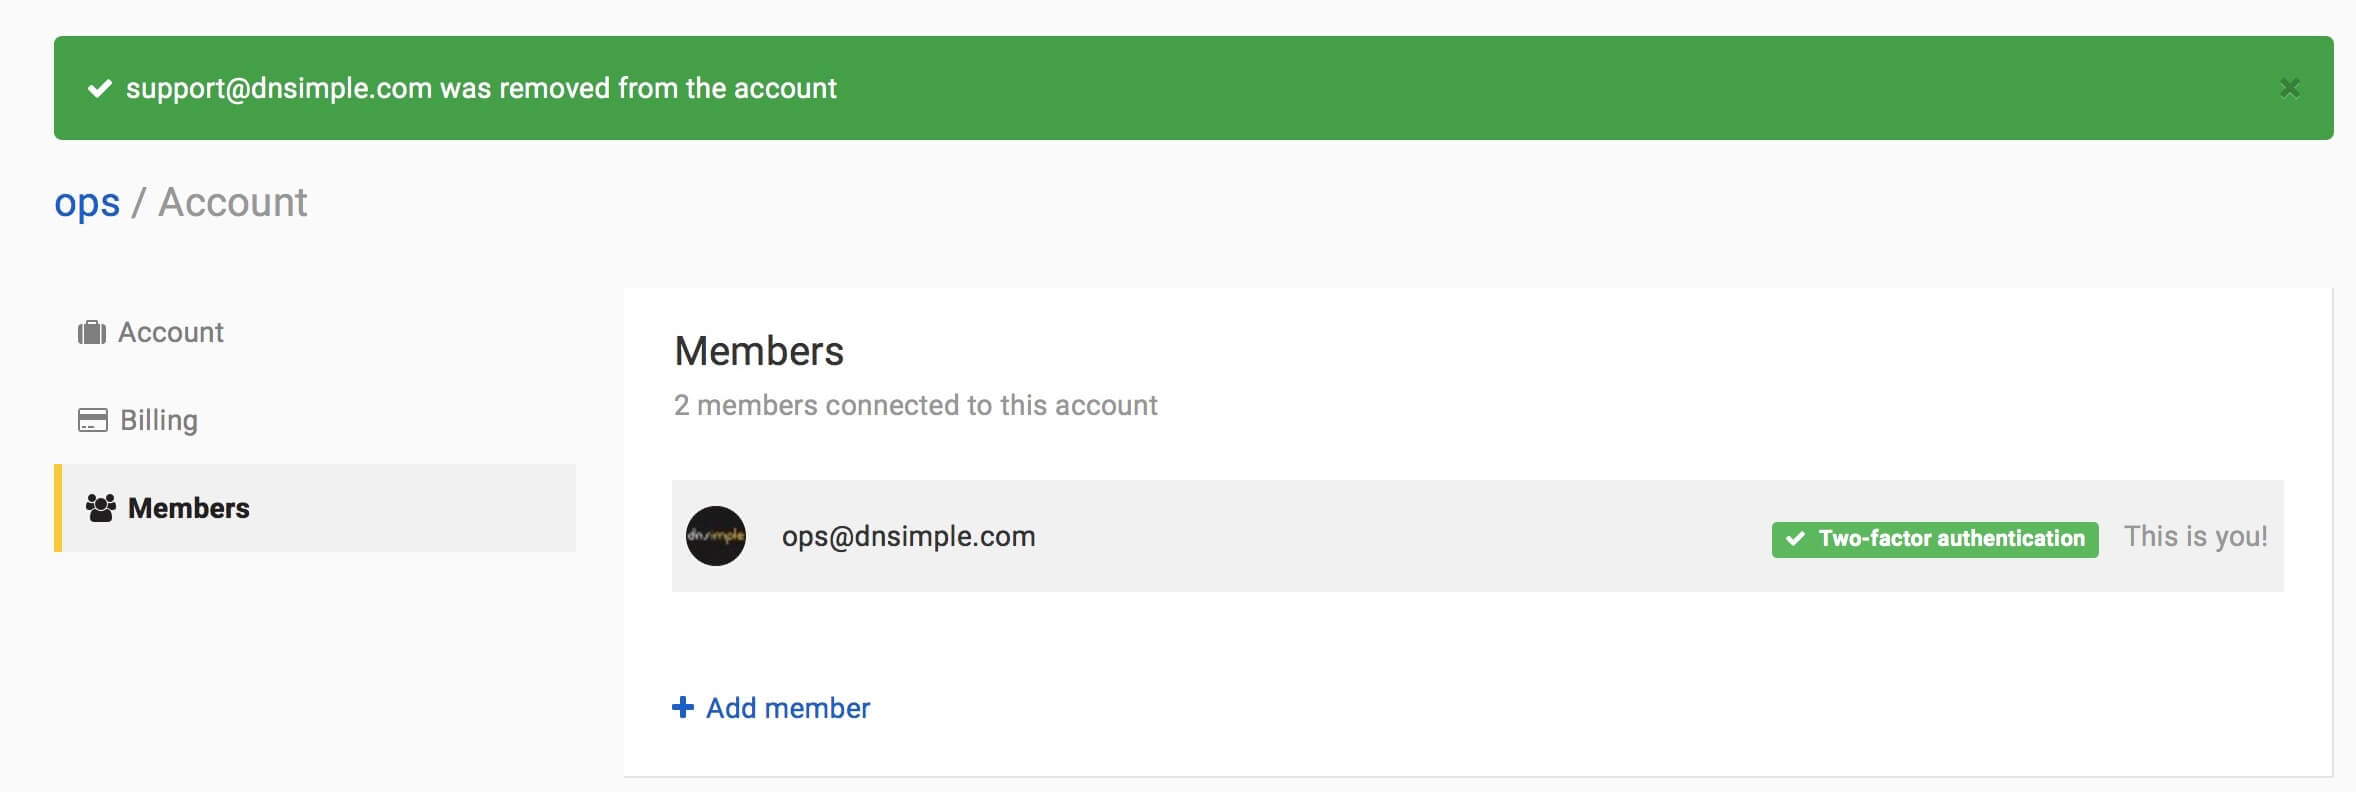 support@dnsimple.com was removed from the account
ops / Account
Account
Billing
Members
Members
2 members connected to this account
dnsimple
ops@dnsimple.com
Two-factor authentication
This is you!
Add member